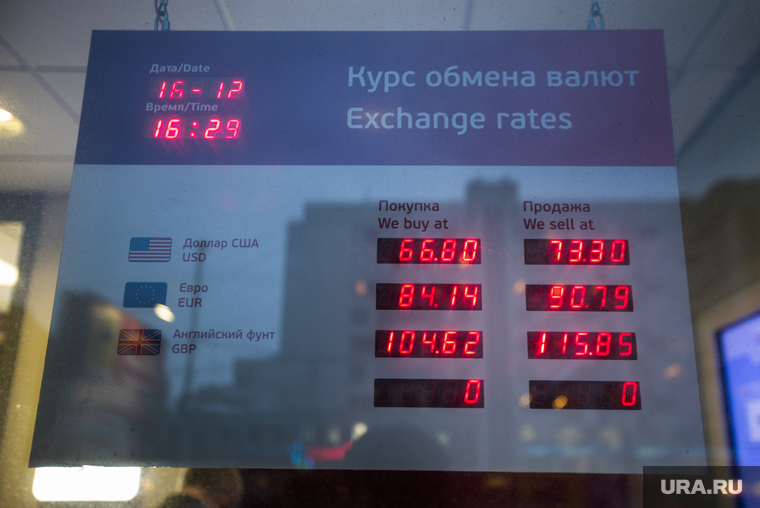 Дата/Date
16-12
Время/Time
16:29
Курс обмена валют
Exchange rates
Покупка
We buy at
Продажа
We sell at
Доллар США
USD
66.80
73.30
Евро
EUR
84.14
90.79
Английский фунт
GBP
104.62
115.85
0
0
URA.RU